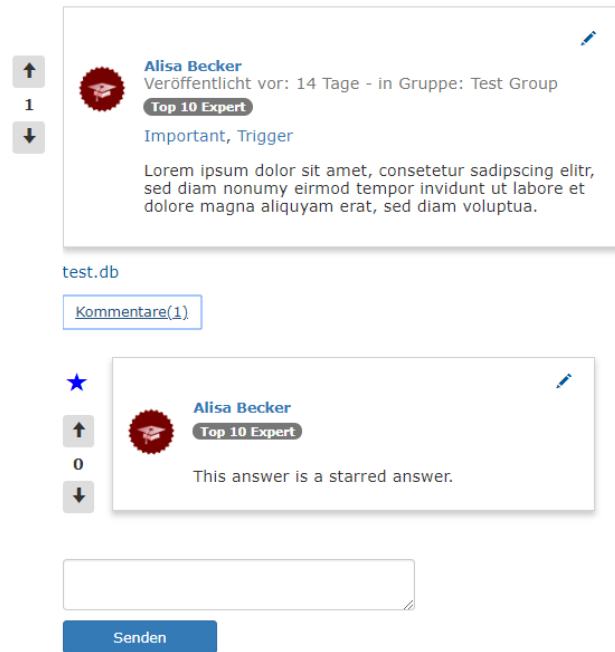 Alisa Becker
Veröffentlicht vor: 14 Tage - in Gruppe: Test Group
Top 10 Expert
1
Important, Trigger
Lorem ipsum dolor sit amet, consetetur sadipscing elitr,
sed diam nonumy eirmod tempor invidunt ut labore et
dolore magna aliquyam erat, sed diam voluptua.
test.db
Kommentare(1)
Alisa Becker
Top 10 Expert
0
This answer is a starred answer.
Senden